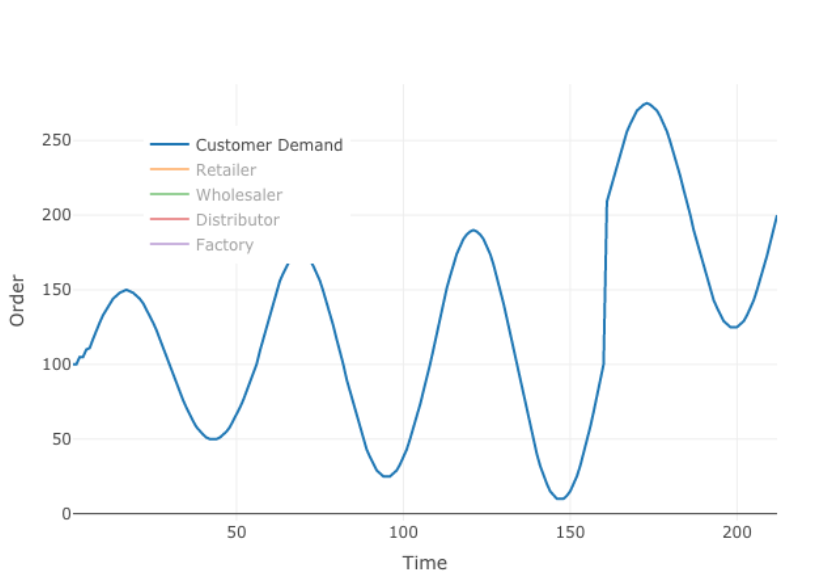 250
200
150
100
50
0
Order
Customer Demand
Retailer
Wholesaler
Distributor
Factory
50 100 150 200
Time